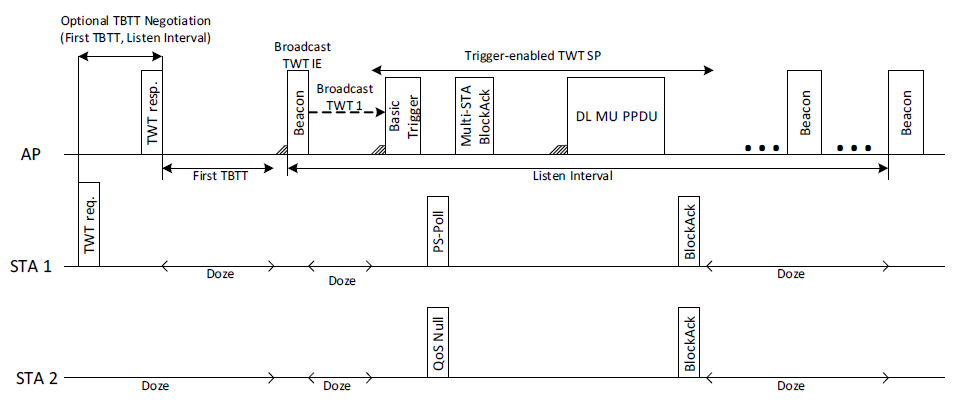 Optional TBTT Negotiation
(First TBTT, Listen Interval)
Broadcast
TWT IE
Trigger-enabled TWT SP
Broadcast
TWT 1
TWT resp.
Beacon
Basic
Trigger
Multi-STA
BlockAck
DL MU PPDU
Beacon
Beacon
AP
First TBTT
Listen Interval
TWT req.
PS-Poll
BlockAck
STA 1
Doze
Doze
Doze
QoS Null
BlockAck
STA 2
Doze
Doze
Doze